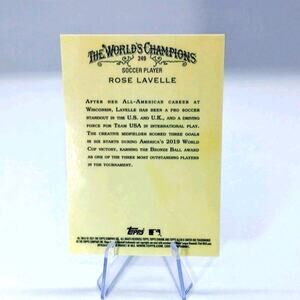 The World's Champions
249
SOCCER PLAYER
ROSE LAVELLE
After her All-American career at
Wisconsin, Lavelle has been a pro soccer
standout in the U.S. and U.K., and a driving
force for Team USA in international play.
The creative midfielder scored three goals
in six starts during America's 2019 World
Cup victory, earning the Bronze Ball award
as one of the three most outstanding players
in the tournament.
Topps